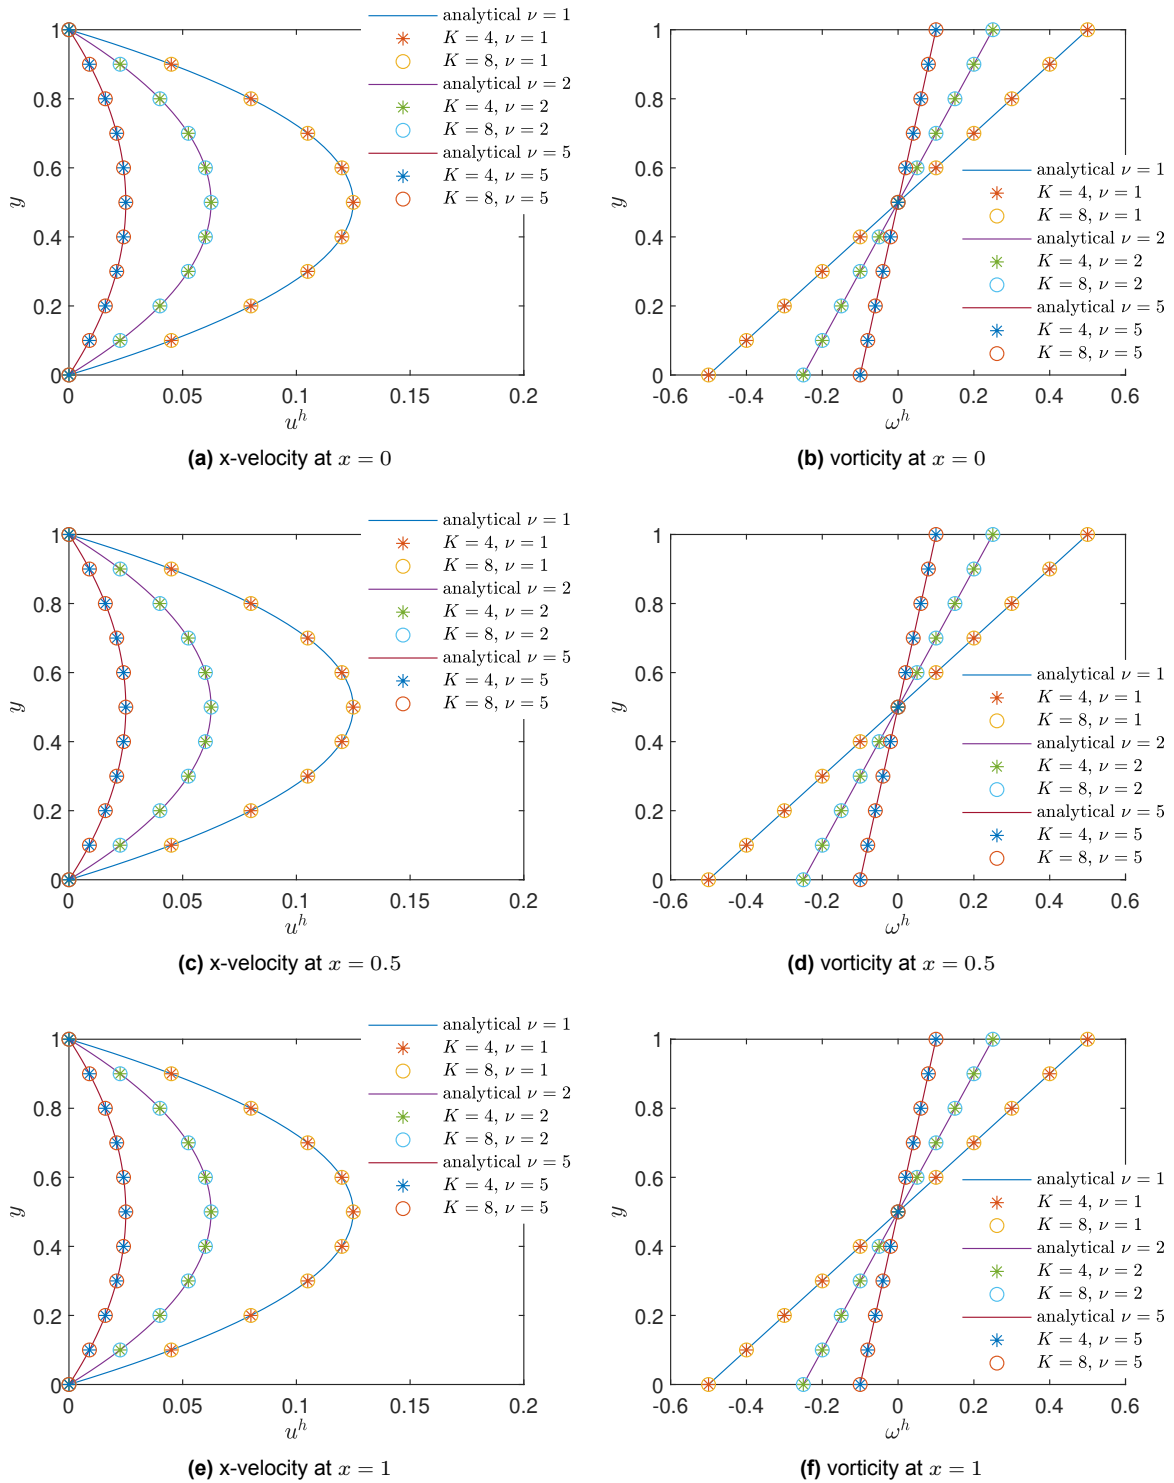 1
0.8
0.6
0.4
0.2
0
y
0 0.05 0.1 0.15 0.2
u^h
analytical ν = 1
K = 4, ν = 1
K = 8, ν = 1
analytical ν = 2
K = 4, ν = 2
K = 8, ν = 2
analytical ν = 5
K = 4, ν = 5
K = 8, ν = 5
(a) x-velocity at x = 0
1
0.8
0.6
0.4
0.2
0
y
-0.6 -0.4 -0.2 0 0.2 0.4 0.6
ω^h
analytical ν = 1
K = 4, ν = 1
K = 8, ν = 1
analytical ν = 2
K = 4, ν = 2
K = 8, ν = 2
analytical ν = 5
K = 4, ν = 5
K = 8, ν = 5
(b) vorticity at x = 0
1
0.8
0.6
0.4
0.2
0
y
0 0.05 0.1 0.15 0.2
u^h
analytical ν = 1
K = 4, ν = 1
K = 8, ν = 1
analytical ν = 2
K = 4, ν = 2
K = 8, ν = 2
analytical ν = 5
K = 4, ν = 5
K = 8, ν = 5
(c) x-velocity at x = 0.5
1
0.8
0.6
0.4
0.2
0
y
-0.6 -0.4 -0.2 0 0.2 0.4 0.6
ω^h
analytical ν = 1
K = 4, ν = 1
K = 8, ν = 1
analytical ν = 2
K = 4, ν = 2
K = 8, ν = 2
analytical ν = 5
K = 4, ν = 5
K = 8, ν = 5
(d) vorticity at x = 0.5
1
0.8
0.6
0.4
0.2
0
y
0 0.05 0.1 0.15 0.2
u^h
analytical ν = 1
K = 4, ν = 1
K = 8, ν = 1
analytical ν = 2
K = 4, ν = 2
K = 8, ν = 2
analytical ν = 5
K = 4, ν = 5
K = 8, ν = 5
(e) x-velocity at x = 1
1
0.8
0.6
0.4
0.2
0
y
-0.6 -0.4 -0.2 0 0.2 0.4 0.6
ω^h
analytical ν = 1
K = 4, ν = 1
K = 8, ν = 1
analytical ν = 2
K = 4, ν = 2
K = 8, ν = 2
analytical ν = 5
K = 4, ν = 5
K = 8, ν = 5
(f) vorticity at x = 1